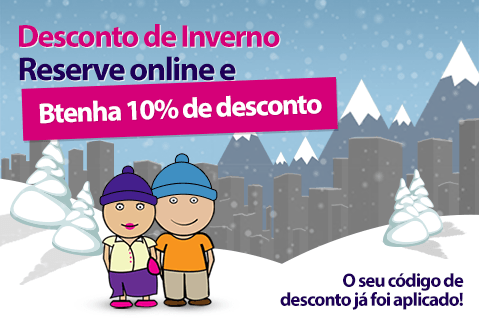 Desconto de Inverno
Reserve online e
Btenha 10% de desconto
O seu código de
desconto já foi aplicado!